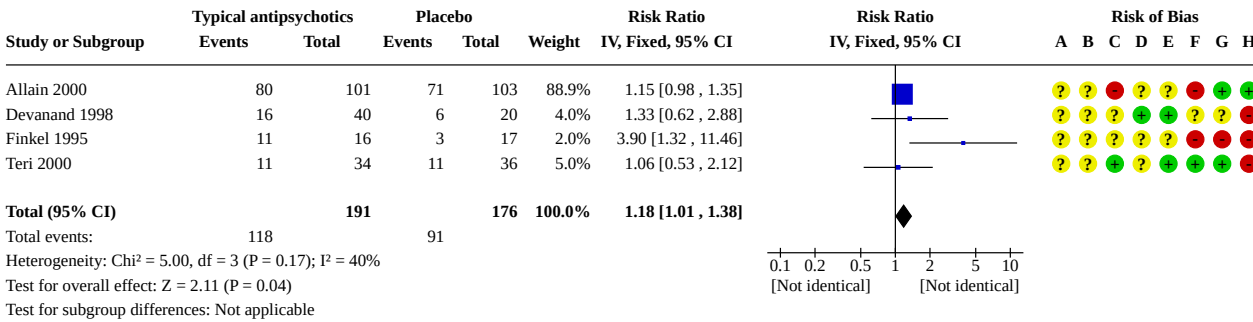 Typical antipsychotics Placebo Risk Ratio Risk Ratio Risk of Bias
Study or Subgroup Events Total Events Total Weight IV, Fixed, 95% CI IV, Fixed, 95% CI A B C D E F G H
Allain 2000 80 101 71 103 88.9% 1.15 [0.98 , 1.35] ? ? - ? ? - + +
Devanand 1998 16 40 6 20 4.0% 1.33 [0.62 , 2.88] ? ? ? + + ? ? -
Finkel 1995 11 16 3 17 2.0% 3.90 [1.32 , 11.46] ? ? ? ? ? - - -
Teri 2000 11 34 11 36 5.0% 1.06 [0.53 , 2.12] ? ? + ? + + + -
Total (95% CI) 191 176 100.0% 1.18 [1.01 , 1.38]
Total events: 118 91
Heterogeneity: Chi² = 5.00, df = 3 (P = 0.17); I² = 40%
0.1 0.2 0.5 1 2 5 10
Test for overall effect: Z = 2.11 (P = 0.04) [Not identical] [Not identical]
Test for subgroup differences: Not applicable